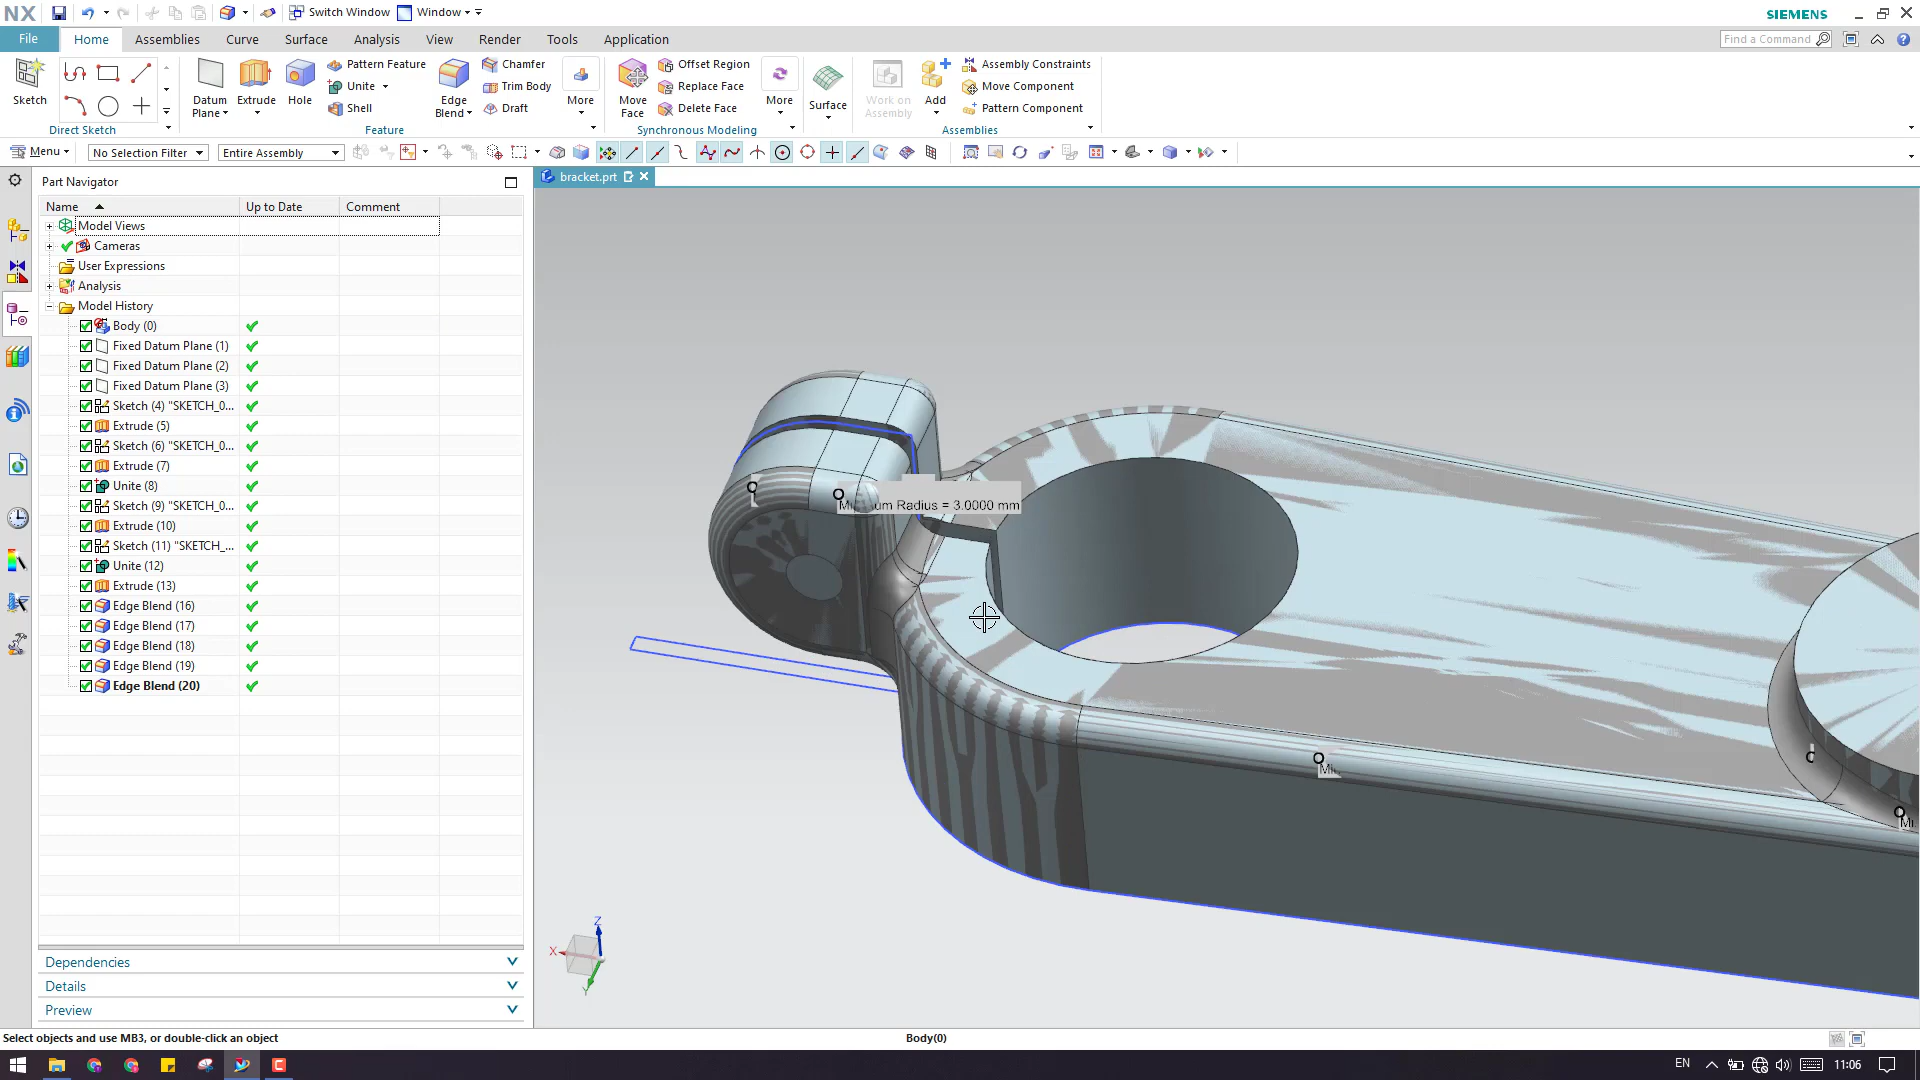 NX
Switch Window
Window
SIEMENS
File
Home
Assemblies
Curve
Surface
Analysis
View
Render
Tools
Application
Find a Command
Sketch
Direct Sketch
Datum
Plane
Extrude
Hole
Pattern Feature
Unite
Shell
Edge
Blend
Chamfer
Trim Body
Draft
More
Feature
Move
Face
Offset Region
Replace Face
Delete Face
More
Synchronous Modeling
Surface
Work on
Assembly
Add
Assembly Constraints
Move Component
Pattern Component
Assemblies
Menu
No Selection Filter
Entire Assembly
Part Navigator
bracket.prt
Name
Up to Date
Comment
Model Views
Cameras
User Expressions
Analysis
Model History
Body (0)
Fixed Datum Plane (1)
Fixed Datum Plane (2)
Fixed Datum Plane (3)
Sketch (4) "SKETCH_0...
Extrude (5)
Sketch (6) "SKETCH_0...
Extrude (7)
Unite (8)
Sketch (9) "SKETCH_0...
Extrude (10)
Sketch (11) "SKETCH_...
Unite (12)
Extrude (13)
Edge Blend (16)
Edge Blend (17)
Edge Blend (18)
Edge Blend (19)
Edge Blend (20)
Radius = 3.0000 mm
Z
X
Y
Dependencies
Details
Preview
Select objects and use MB3, or double-click an object
Body(0)
EN
11:06